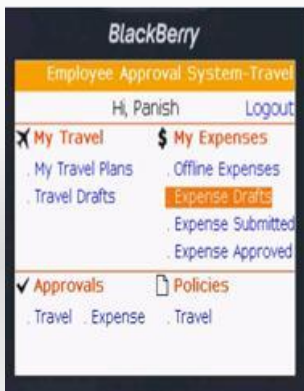 BlackBerry
Employee Approval System-Travel
Hi, Panish Logout
My Travel
. My Travel Plans
. Travel Drafts
$ My Expenses
. Offline Expenses
. Expense Drafts
. Expense Submitted
. Expense Approved
Approvals
. Travel . Expense
Policies
. Travel